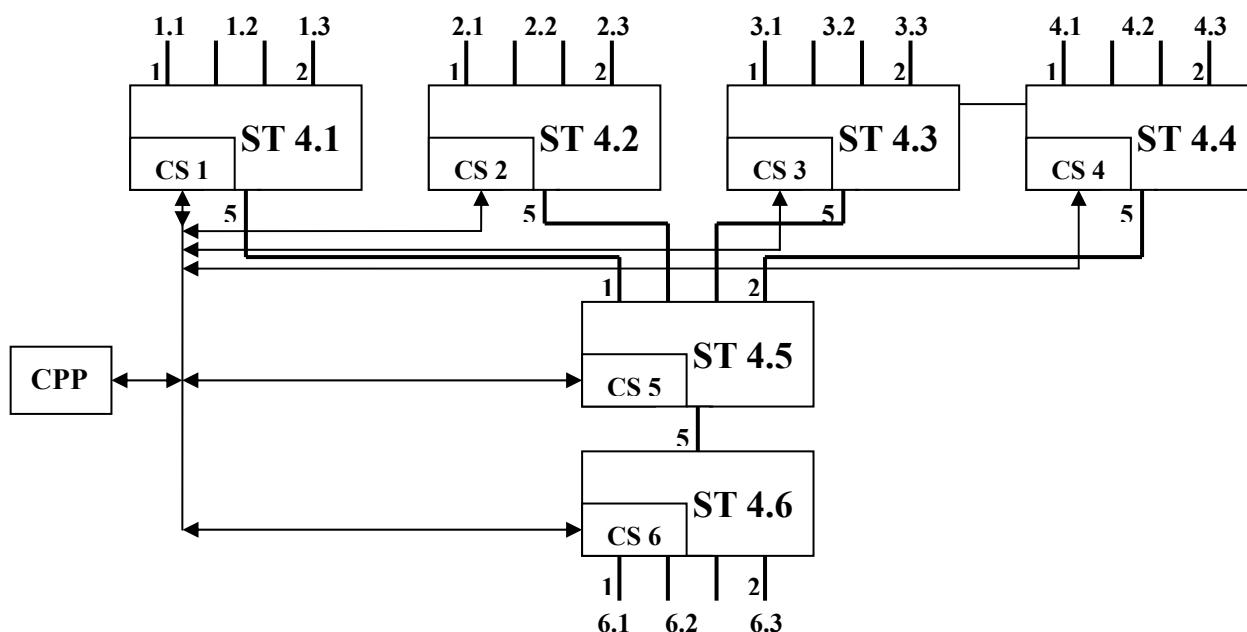 1.1 1.2 1.3 2.1 2.2 2.3 3.1 3.2 3.3 4.1 4.2 4.3
1 2 1 2 1 2 1 2
ST 4.1 ST 4.2 ST 4.3 ST 4.4
CS 1 CS 2 CS 3 CS 4
5 5 5 5
1 2
ST 4.5
CPP
CS 5
5
ST 4.6
CS 6
1 2
6.1 6.2 6.3